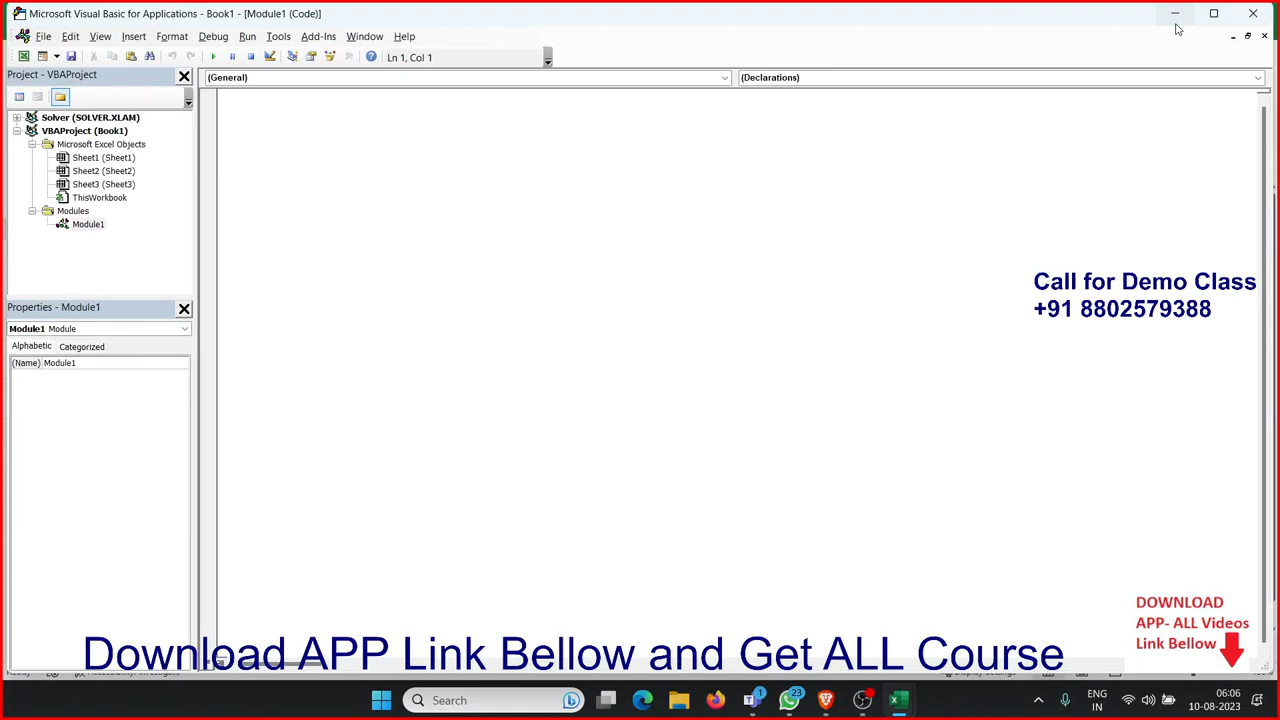 Microsoft Visual Basic for Applications - Book1 - [Module1 (Code)]
File Edit View Insert Format Debug Run Tools Add-Ins Window Help
Ln 1, Col 1
Project - VBAProject
(General)
(Declarations)
Solver (SOLVER.XLAM)
VBAProject (Book1)
Microsoft Excel Objects
Sheet1 (Sheet1)
Sheet2 (Sheet2)
Sheet3 (Sheet3)
ThisWorkbook
Modules
Module1
Call for Demo Class
+91 8802579388
Properties - Module1
Module1 Module
Alphabetic Categorized
(Name) Module1
DOWNLOAD
APP- ALL Videos
Link Bellow
Download APP Link Bellow and Get ALL Course
Search
1
23
ENG
IN
06:06
10-08-2023